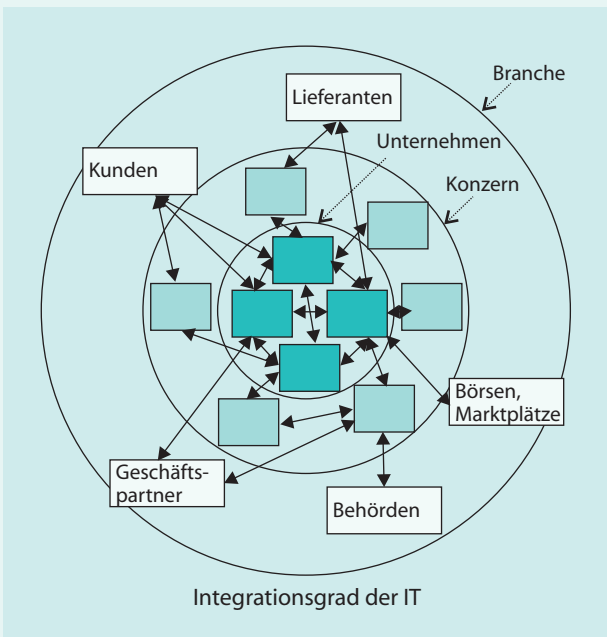 Branche
Lieferanten
Unternehmen
Kunden
Konzern
Börsen,
Marktplätze
Geschäfts-
partner
Behörden
Integrationsgrad der IT